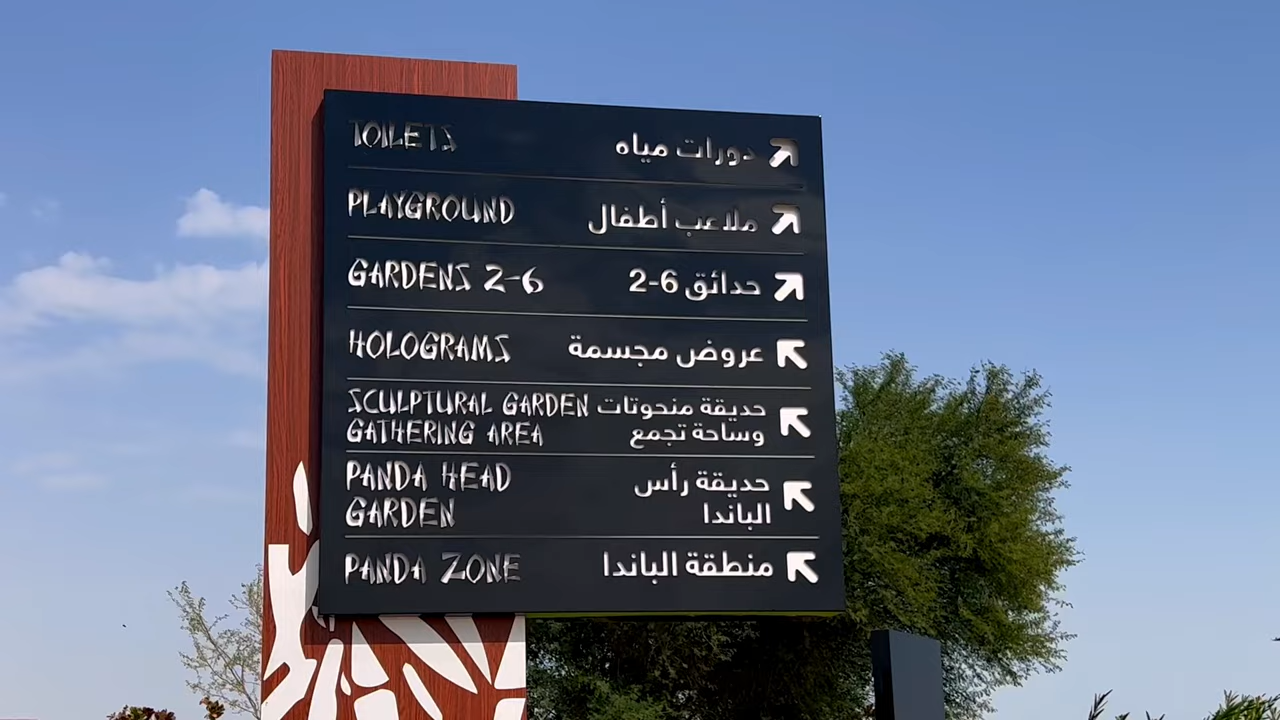 TOILETS دورات مياه
PLAYGROUND ملاعب أطفال
GARDENS 2-6 حدائق 6-2
HOLOGRAMS عروض مجسمة
SCULPTURAL GARDEN حديقة منحوتات
GATHERING AREA وساحة تجمع
PANDA HEAD حديقة رأس
GARDEN الباندا
PANDA ZONE منطقة الباندا